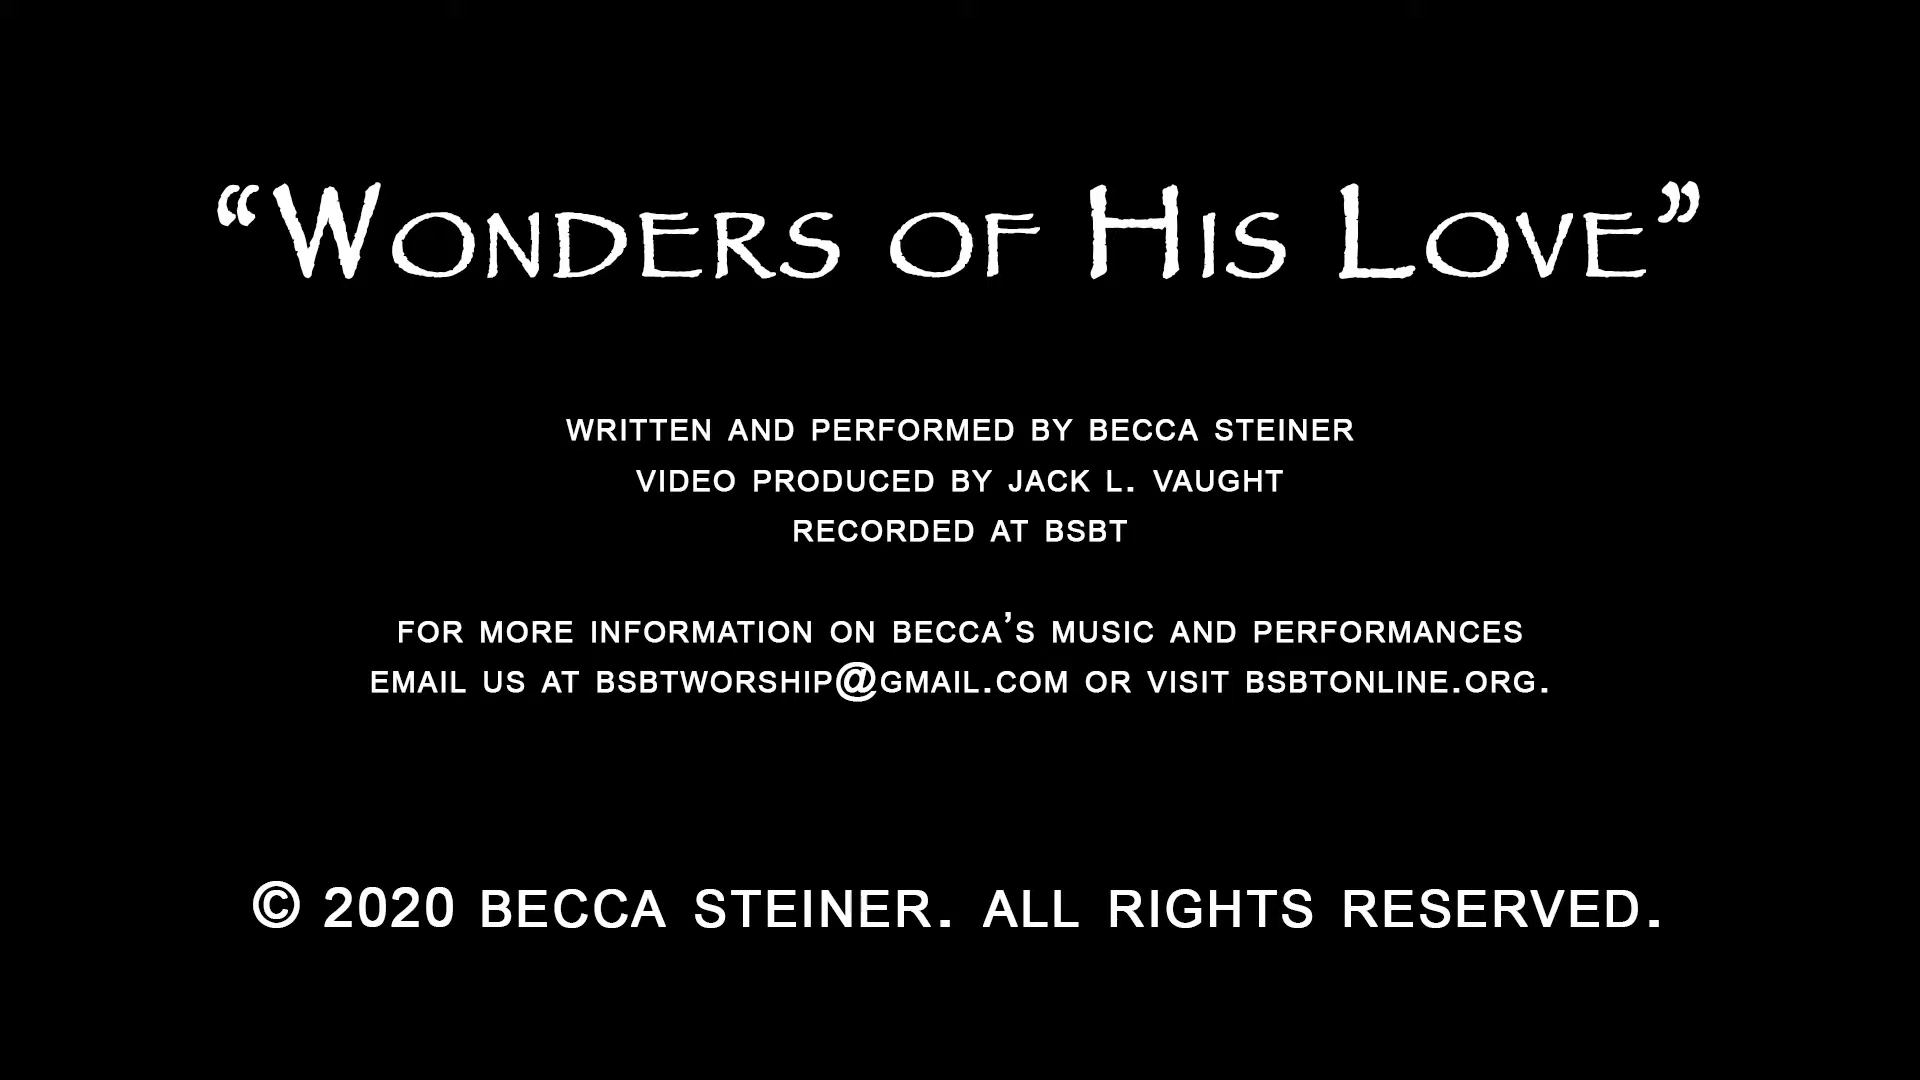 “Wonders of His Love”
WRITTEN AND PERFORMED BY BECCA STEINER
VIDEO PRODUCED BY JACK L. VAUGHT
RECORDED AT BSBT
FOR MORE INFORMATION ON BECCA’S MUSIC AND PERFORMANCES
EMAIL US AT BSBTWORSHIP@GMAIL.COM OR VISIT BSBTONLINE.ORG.
© 2020 BECCA STEINER. ALL RIGHTS RESERVED.